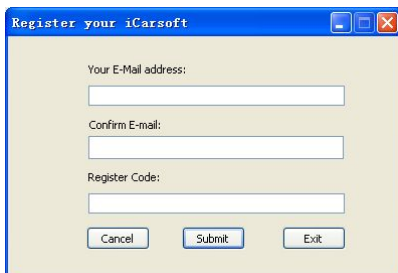 Register your iCarsoft
Your E-Mail address:
Confirm E-mail:
Register Code:
Cancel Submit Exit